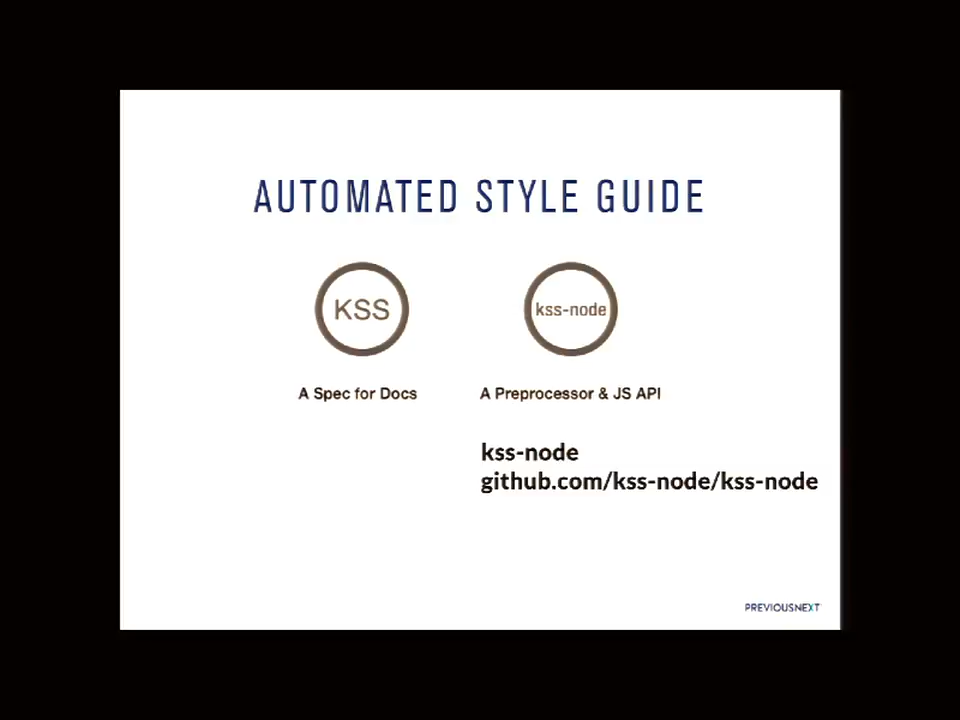 AUTOMATED STYLE GUIDE
KSS
kss-node
A Spec for Docs
A Preprocessor & JS API
kss-node
github.com/kss-node/kss-node
PREVIOUSNEXT